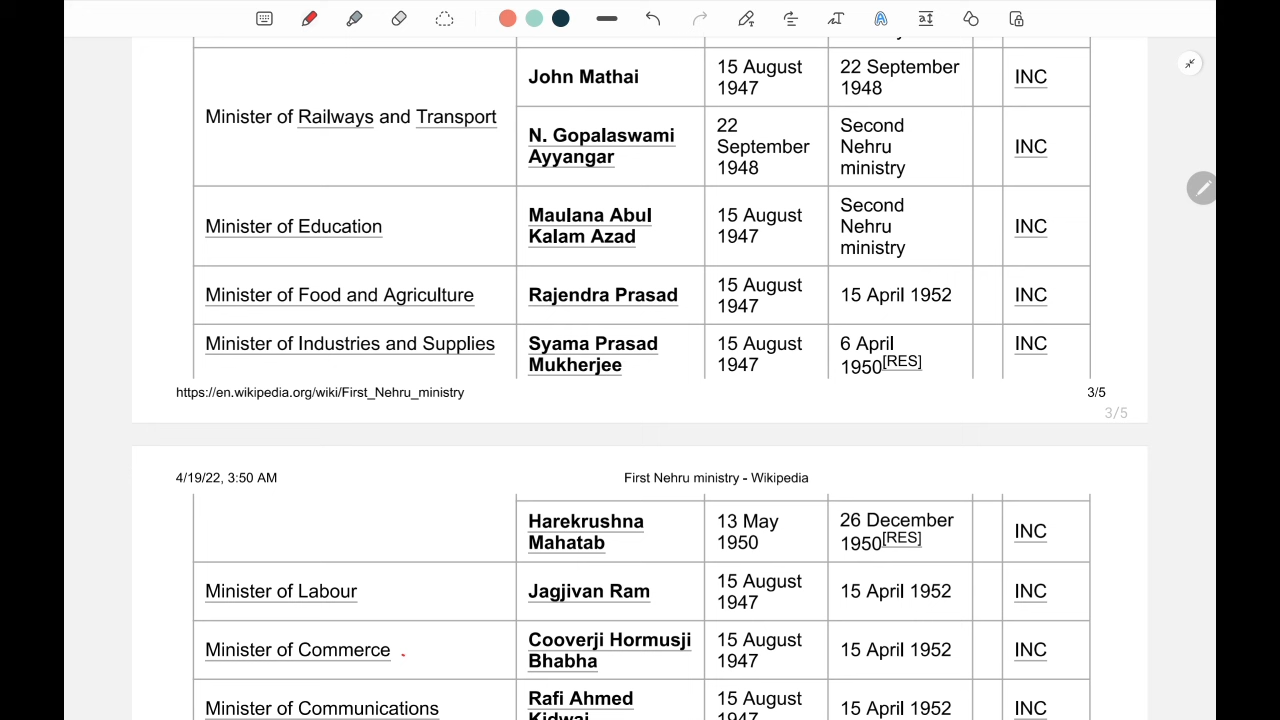 John Mathai
15 August
1947
22 September
1948
INC
Minister of Railways and Transport
N. Gopalaswami
Ayyangar
22
September
1948
Second
Nehru
ministry
INC
Minister of Education
Maulana Abul
Kalam Azad
15 August
1947
Second
Nehru
ministry
INC
Minister of Food and Agriculture
Rajendra Prasad
15 August
1947
15 April 1952
INC
Minister of Industries and Supplies
Syama Prasad
Mukherjee
15 August
1947
6 April
1950[RES]
INC
https://en.wikipedia.org/wiki/First_Nehru_ministry
3/5
3/5
4/19/22, 3:50 AM
First Nehru ministry - Wikipedia
Harekrushna
Mahatab
13 May
1950
26 December
1950[RES]
INC
Minister of Labour
Jagjivan Ram
15 August
1947
15 April 1952
INC
Minister of Commerce
Cooverji Hormusji
Bhabha
15 August
1947
15 April 1952
INC
Minister of Communications
Rafi Ahmed
Kidwai
15 August
1947
15 April 1952
INC